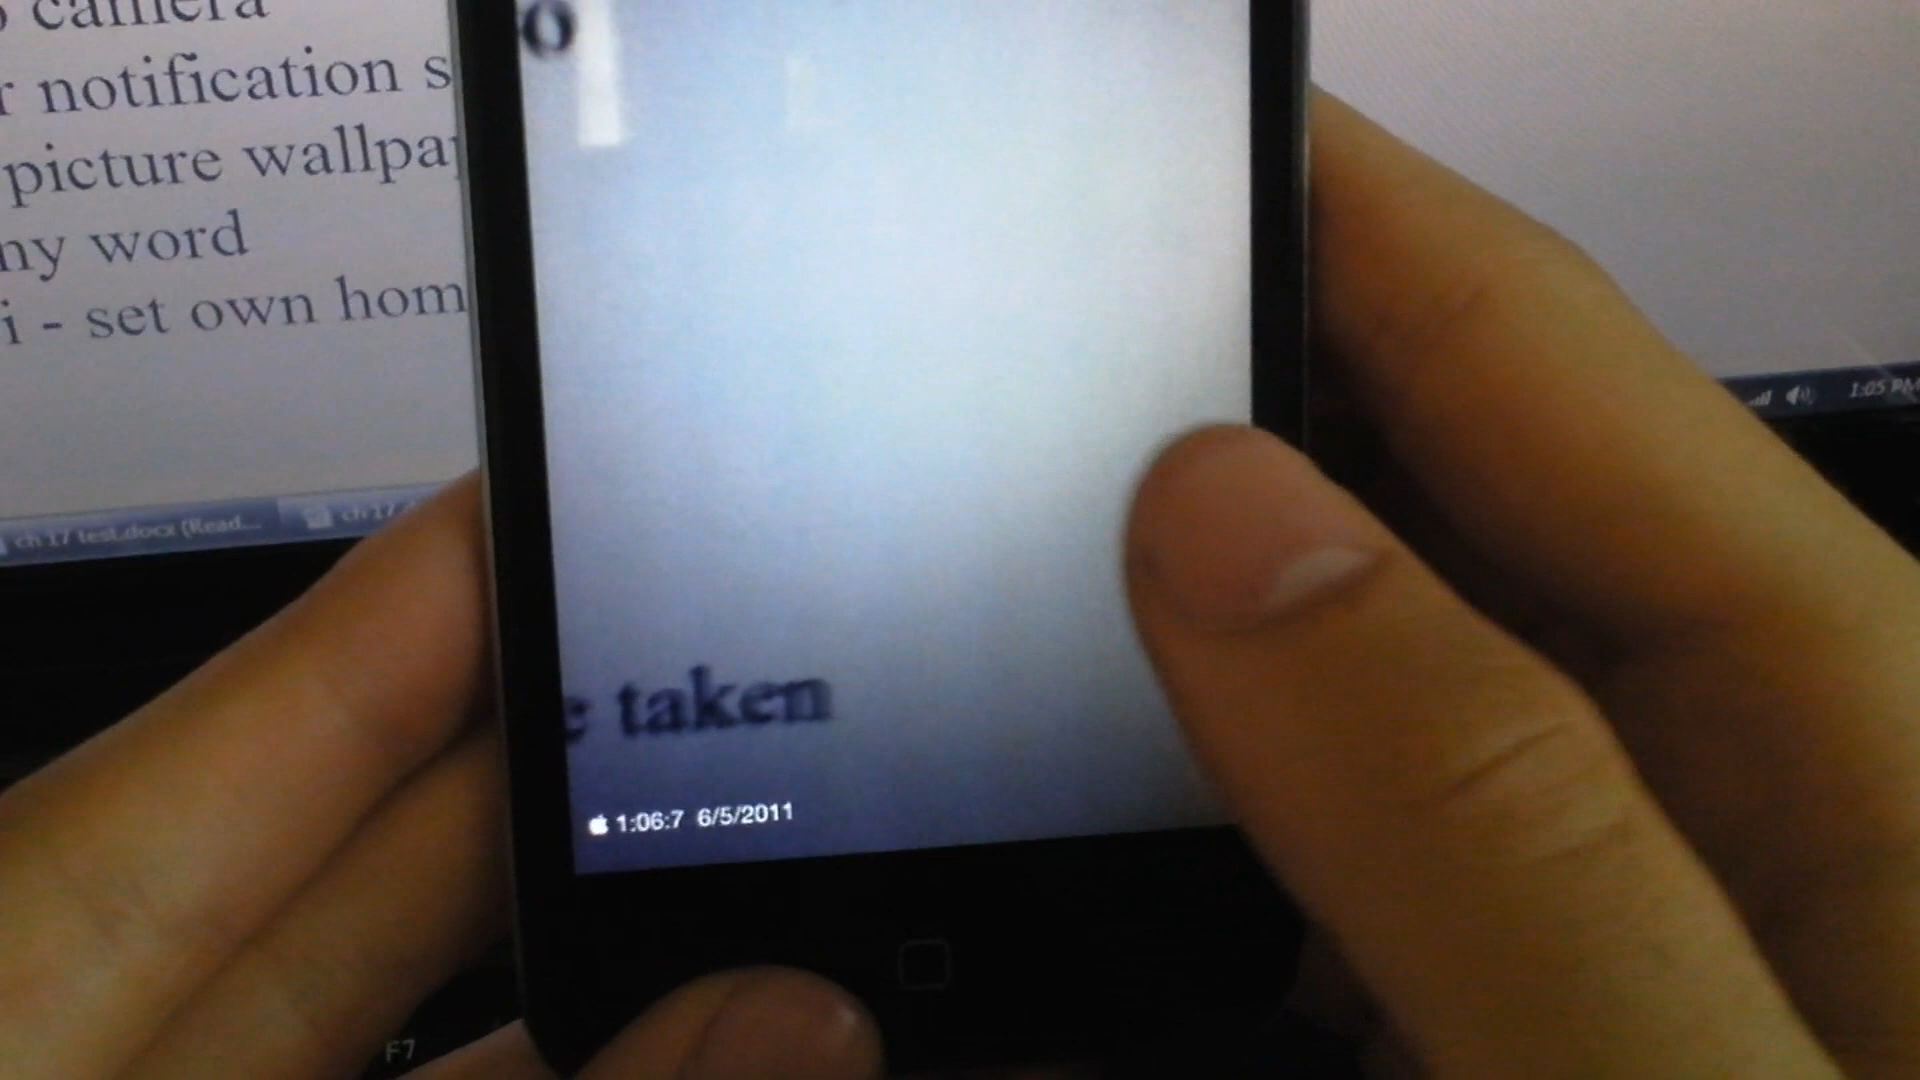 camera
r notification s
picture wallpa
ny word
i - set own hom
ch 17 test.docx (Read...
ch 17
1:05 PM
o
e taken
1:06:7 6/5/2011
F7